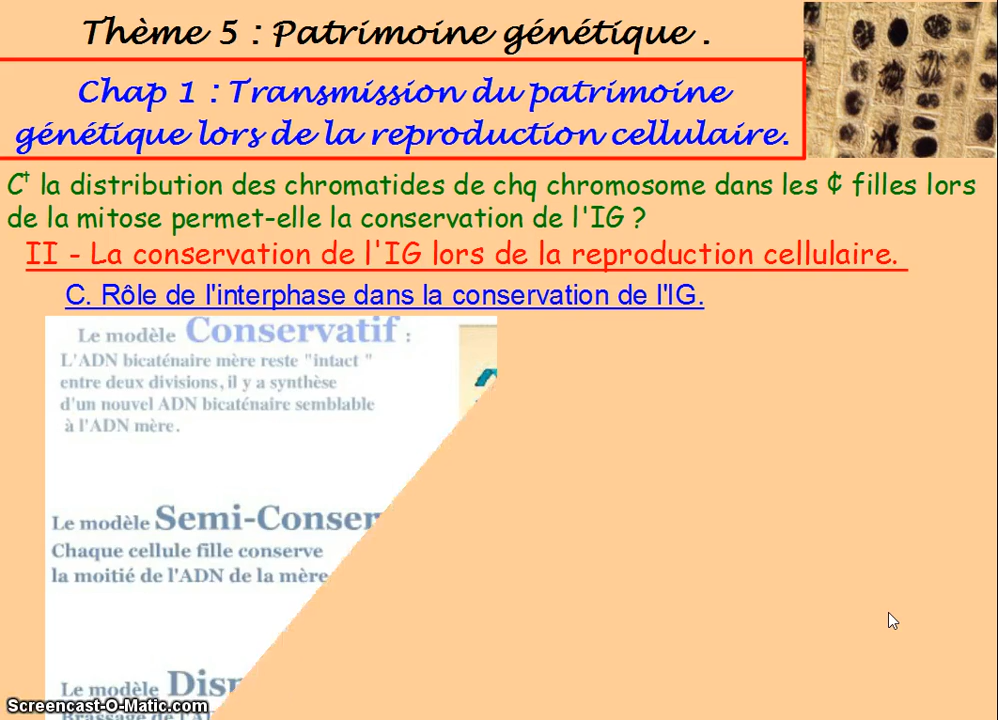 Thème 5 : Patrimoine génétique .
Chap 1 : Transmission du patrimoine
génétique lors de la reproduction cellulaire.
Cᵗ la distribution des chromatides de chq chromosome dans les ¢ filles lors
de la mitose permet-elle la conservation de l'IG ?
II - La conservation de l'IG lors de la reproduction cellulaire.
C. Rôle de l'interphase dans la conservation de l'IG.
Le modèle Conservatif :
L'ADN bicaténaire mère reste "intact "
entre deux divisions, il y a synthèse
d'un nouvel ADN bicaténaire semblable
à l'ADN mère.
Le modèle Semi-Conser
Chaque cellule fille conserve
la moitié de l'ADN de la mère
Le modèle Dis
Brassage de l'A
Screencast-O-Matic.com